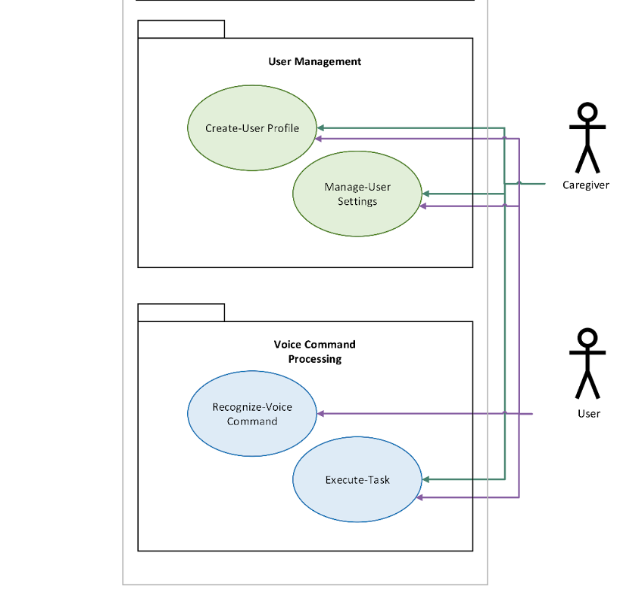 User Management
Create-User Profile
Manage-User
Settings
Caregiver
Voice Command
Processing
Recognize-Voice
Command
User
Execute-Task